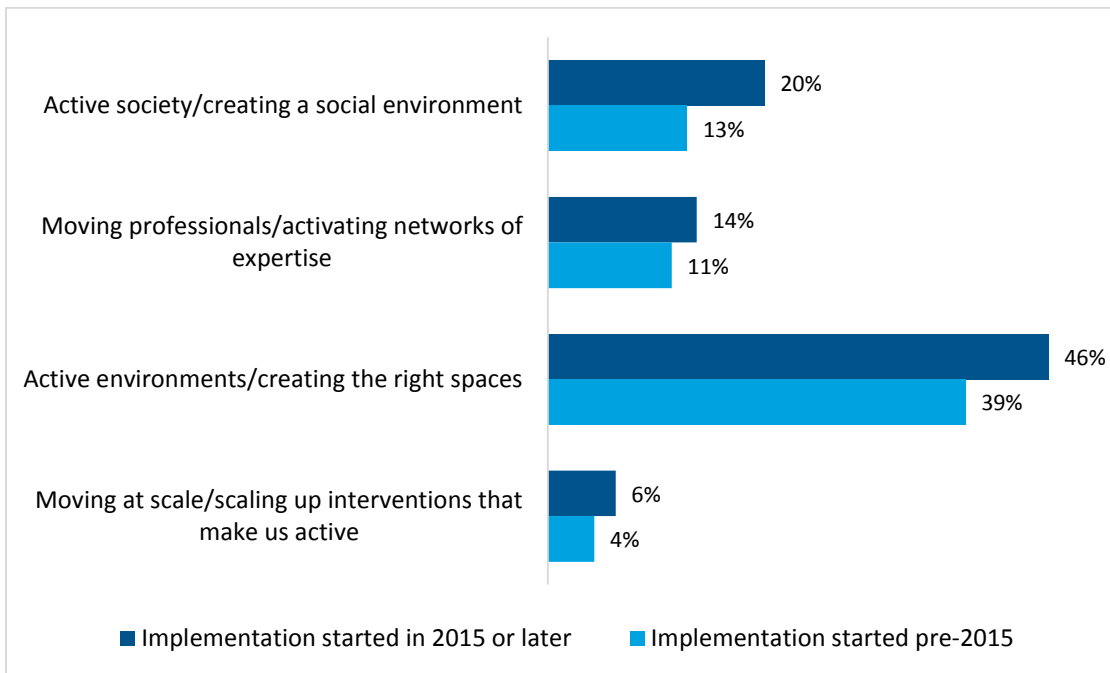 Active society/creating a social environment
20%
13%
Moving professionals/activating networks of
expertise
14%
11%
Active environments/creating the right spaces
46%
39%
Moving at scale/scaling up interventions that
make us active
6%
4%
Implementation started in 2015 or later
Implementation started pre-2015